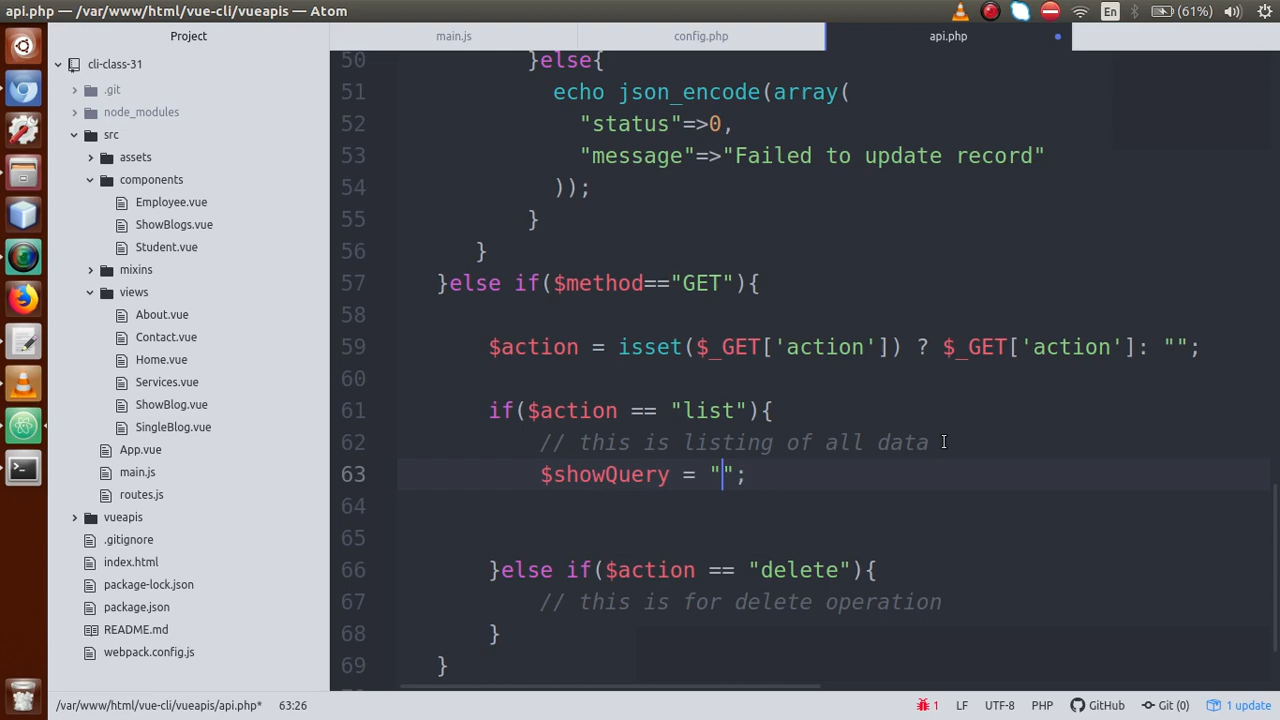 api.php — /var/www/html/vue-cli/vueapis — Atom
En
(61%)
Project
main.js
config.php
api.php
cli-class-31
.git
node_modules
src
assets
components
Employee.vue
ShowBlogs.vue
Student.vue
mixins
views
About.vue
Contact.vue
Home.vue
Services.vue
ShowBlog.vue
SingleBlog.vue
App.vue
main.js
routes.js
vueapis
.gitignore
index.html
package-lock.json
package.json
README.md
webpack.config.js
50 }else{
51 echo json_encode(array(
52 "status"=>0,
53 "message"=>"Failed to update record"
54 ));
55 }
56 }
57 }else if($method=="GET"){
58
59 $action = isset($_GET['action']) ? $_GET['action']: "";
60
61 if($action == "list"){
62 // this is listing of all data
63 $showQuery = "";
64
65
66 }else if($action == "delete"){
67 // this is for delete operation
68 }
69 }
/var/www/html/vue-cli/vueapis/api.php* 63:26
1 LF UTF-8 PHP GitHub Git (0) 1 update